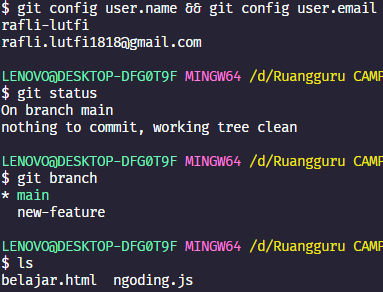 $ git config user.name && git config user.email
rafli-lutfi
rafli.lutfi1818@gmail.com
LENOVO@DESKTOP-DFG0T9F MINGW64 /d/Ruangguru CAMP
$ git status
On branch main
nothing to commit, working tree clean
LENOVO@DESKTOP-DFG0T9F MINGW64 /d/Ruangguru CAMP
$ git branch
* main
  new-feature
LENOVO@DESKTOP-DFG0T9F MINGW64 /d/Ruangguru CAMP
$ ls
belajar.html  ngoding.js